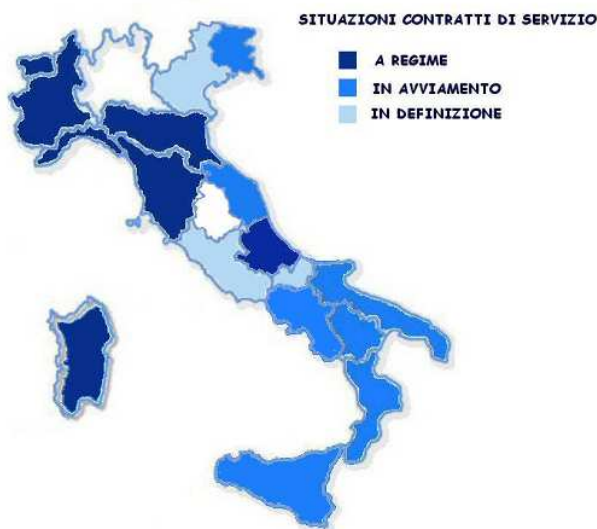 SITUAZIONI CONTRATTI DI SERVIZIO
A REGIME
IN AVVIAMENTO
IN DEFINIZIONE